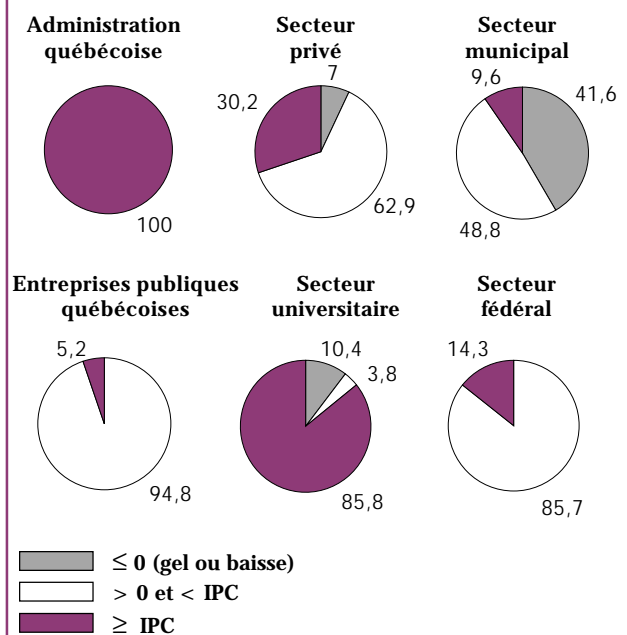 Administration
québécoise
100
Secteur
privé
7
30,2
62,9
Secteur
municipal
9,6
41,6
48,8
Entreprises publiques
québécoises
5,2
94,8
Secteur
universitaire
10,4
3,8
85,8
Secteur
fédéral
14,3
85,7
≤ 0 (gel ou baisse)
> 0 et < IPC
≥ IPC